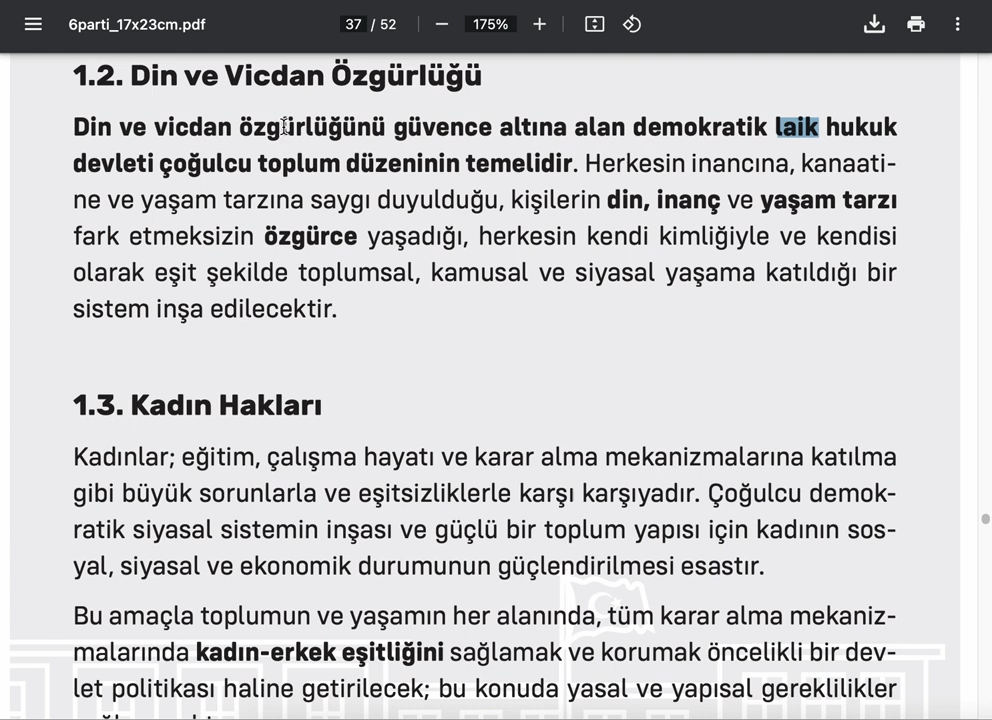 6parti_17x23cm.pdf 37 / 52 175%
1.2. Din ve Vicdan Özgürlüğü
Din ve vicdan özgürlüğünü güvence altına alan demokratik laik hukuk
devleti çoğulcu toplum düzeninin temelidir. Herkesin inancına, kanaati-
ne ve yaşam tarzına saygı duyulduğu, kişilerin din, inanç ve yaşam tarzı
fark etmeksizin özgürce yaşadığı, herkesin kendi kimliğiyle ve kendisi
olarak eşit şekilde toplumsal, kamusal ve siyasal yaşama katıldığı bir
sistem inşa edilecektir.
1.3. Kadın Hakları
Kadınlar; eğitim, çalışma hayatı ve karar alma mekanizmalarına katılma
gibi büyük sorunlarla ve eşitsizliklerle karşı karşıyadır. Çoğulcu demok-
ratik siyasal sistemin inşası ve güçlü bir toplum yapısı için kadının sos-
yal, siyasal ve ekonomik durumunun güçlendirilmesi esastır.
Bu amaçla toplumun ve yaşamın her alanında, tüm karar alma mekaniz-
malarında kadın-erkek eşitliğini sağlamak ve korumak öncelikli bir dev-
let politikası haline getirilecek; bu konuda yasal ve yapısal gereklilikler